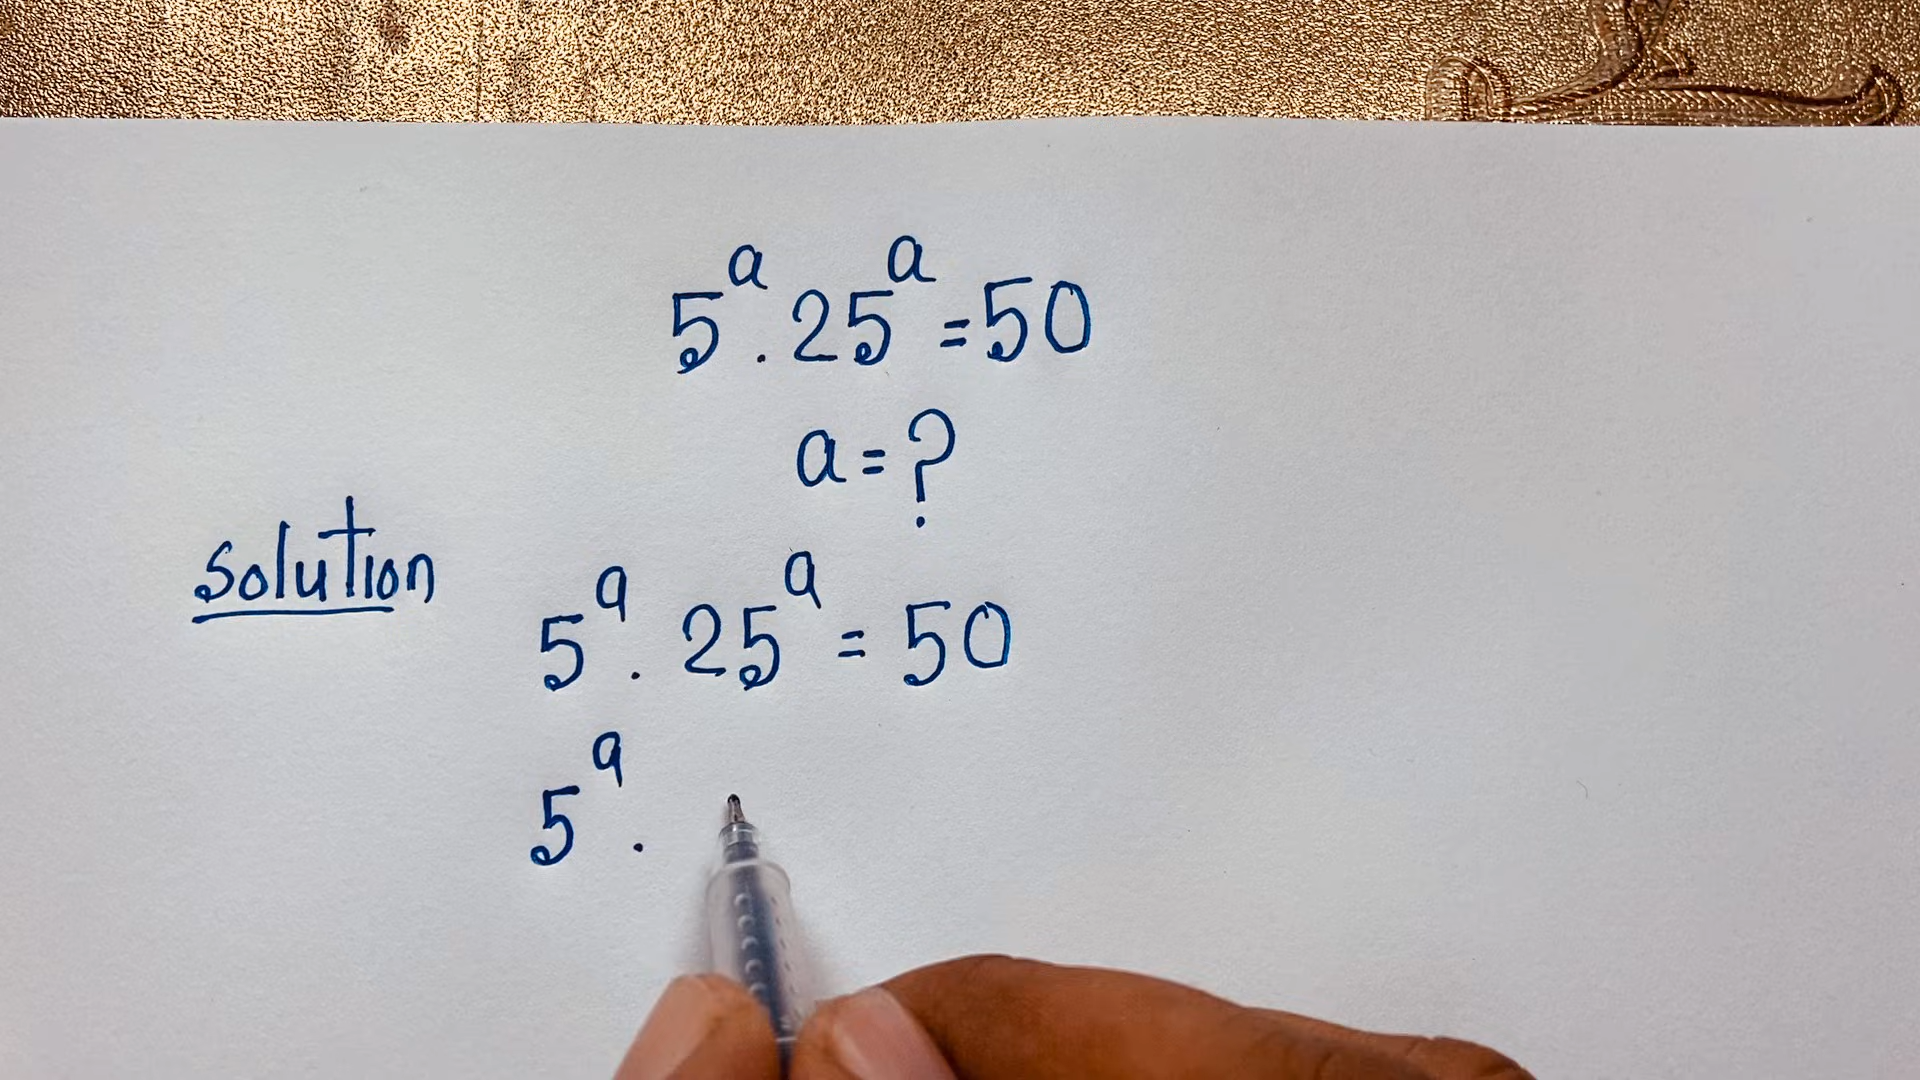 5^a . 25^a = 50
a = ?
Solution
5^a . 25^a = 50
5^a .